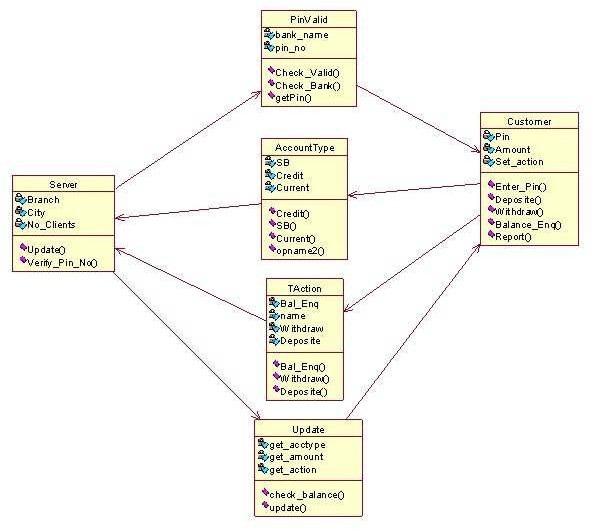 PinValid
bank_name
pin_no
Check_Valid()
Check_Bank()
getPin()
Customer
Pin
Amount
Set_action
Enter_Pin()
Deposite()
Withdraw()
Balance_Enq()
Report()
AccountType
SB
Credit
Current
Credit()
SB()
Current()
opname2()
Server
Branch
City
No_Clients
Update()
Verify_Pin_No()
TAction
Bal_Enq
name
Withdraw
Deposite
Bal_Enq()
Withdraw()
Deposite()
Update
get_acctype
get_amount
get_action
check_balance()
update()